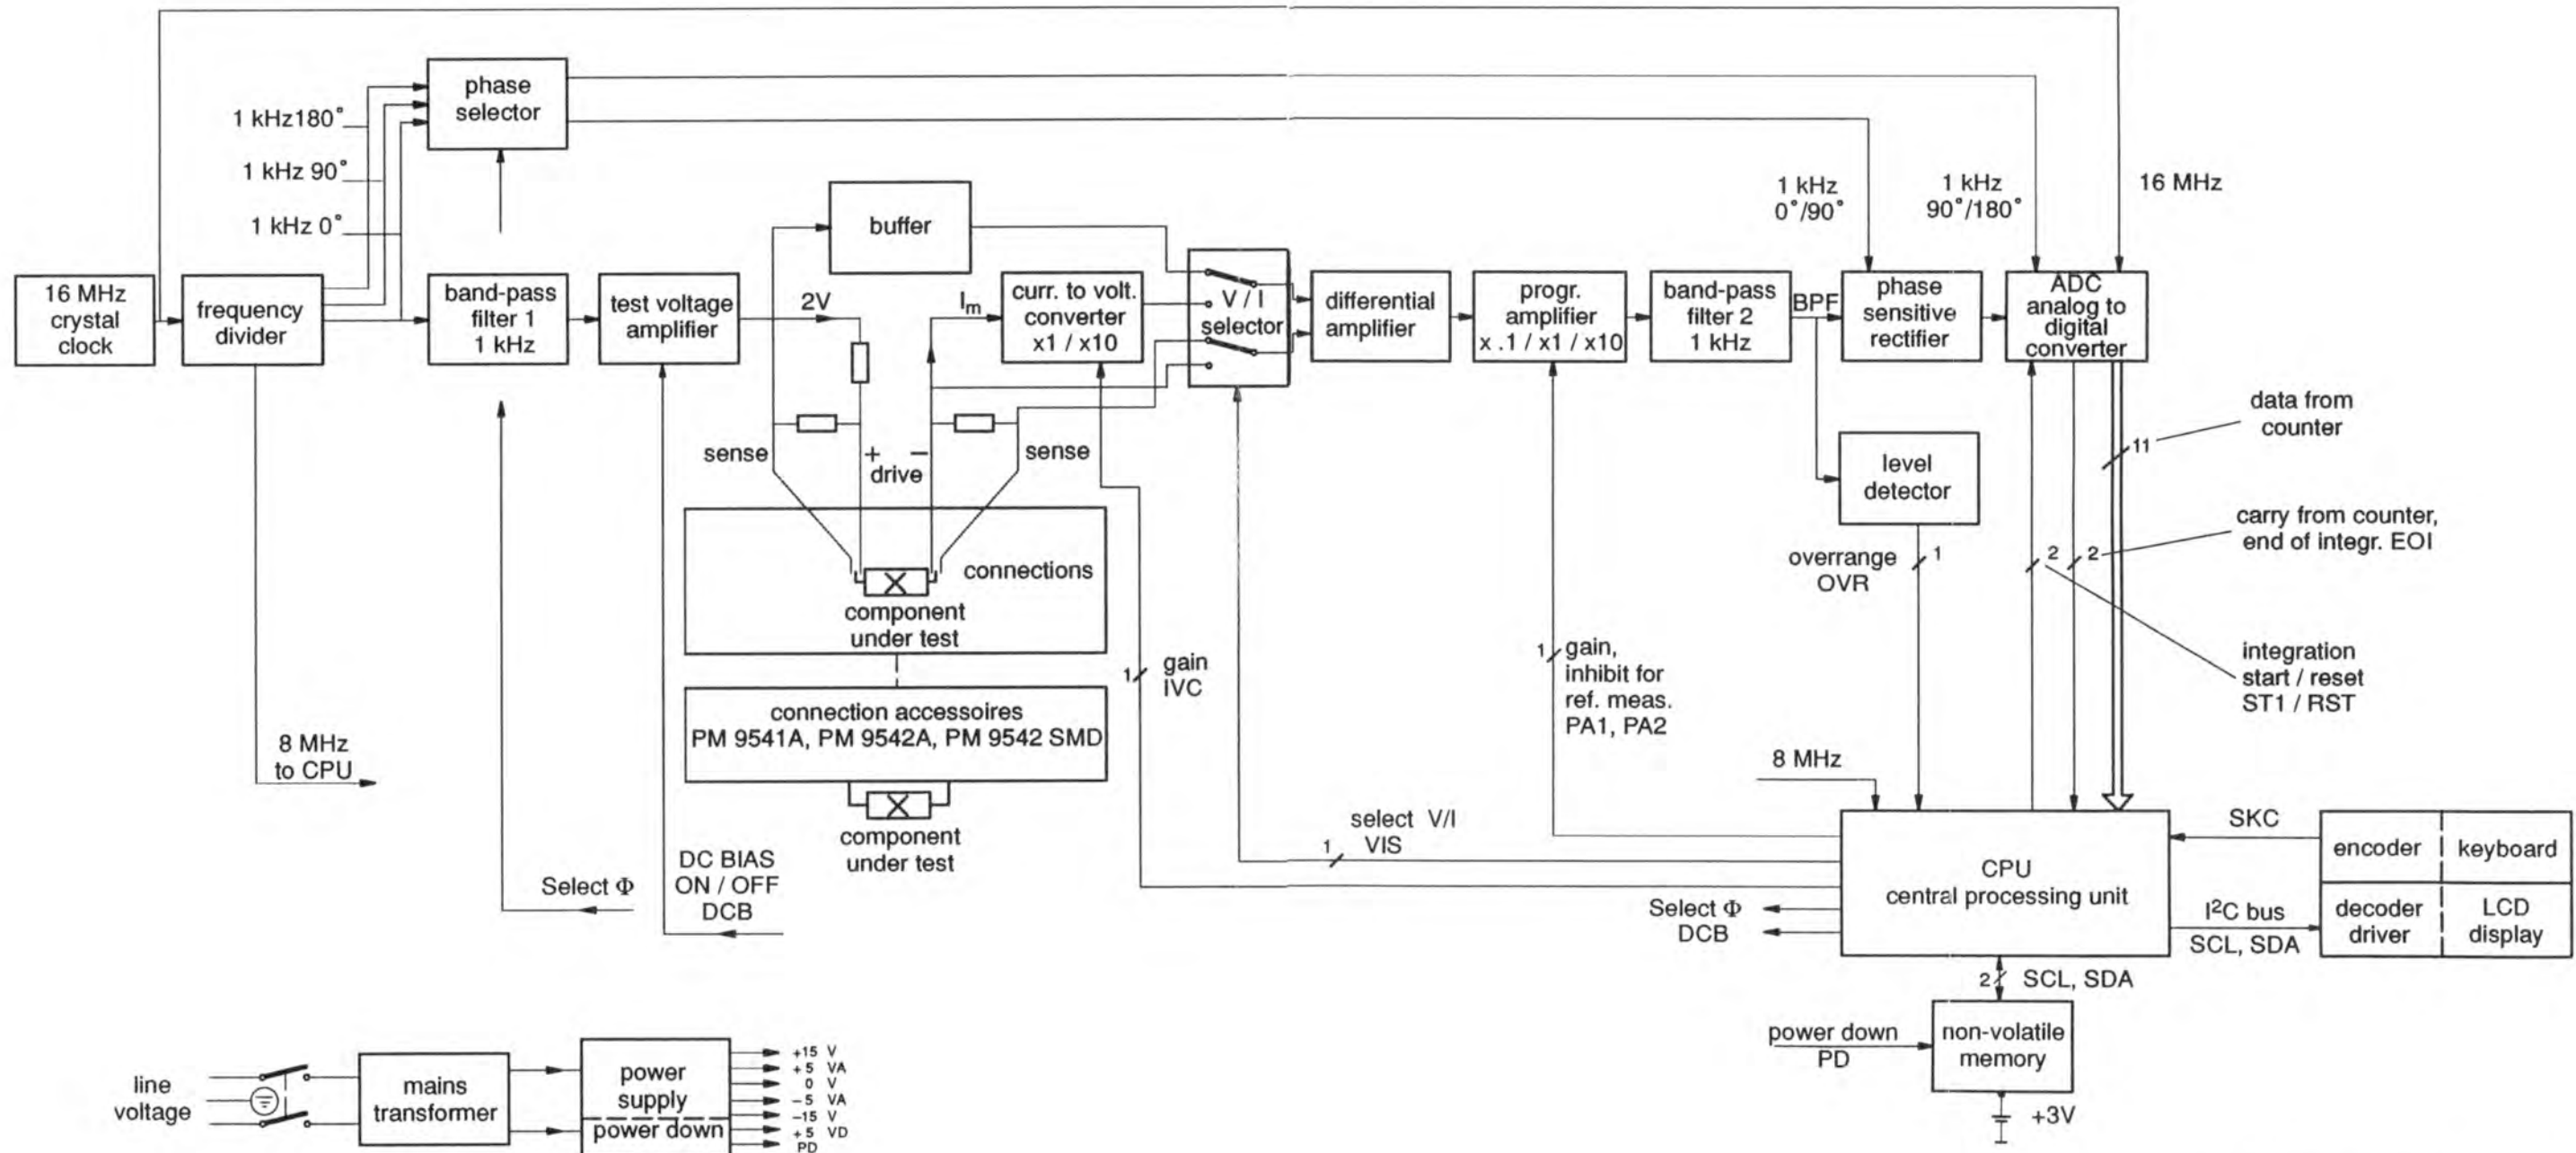 phase
selector
1 kHz180°
1 kHz 90°
1 kHz 0°
16 MHz
crystal
clock
frequency
divider
band-pass
filter 1
1 kHz
test voltage
amplifier
buffer
2V
Im
curr. to volt.
converter
x1 / x10
V / I
selector
differential
amplifier
progr.
amplifier
x .1 / x1 / x10
band-pass
filter 2
1 kHz
BPF
1 kHz
0°/90°
1 kHz
90°/180°
16 MHz
phase
sensitive
rectifier
ADC
analog to
digital
converter
data from
counter
11
level
detector
carry from counter,
end of integr. EOI
overrange
OVR
1
2
2
integration
start / reset
ST1 / RST
sense
+ −
drive
sense
connections
component
under test
connection accessoires
PM 9541A, PM 9542A, PM 9542 SMD
component
under test
1
gain
IVC
1
gain,
inhibit for
ref. meas.
PA1, PA2
8 MHz
to CPU
Select Φ
DC BIAS
ON / OFF
DCB
select V/I
VIS
1
8 MHz
CPU
central processing unit
Select Φ
DCB
SKC
encoder
keyboard
I²C bus
SCL, SDA
decoder
driver
LCD
display
2
SCL, SDA
power down
PD
non-volatile
memory
+3V
line
voltage
mains
transformer
power
supply
power down
+15 V
+5 VA
0 V
−5 VA
−15 V
+5 VD
PD